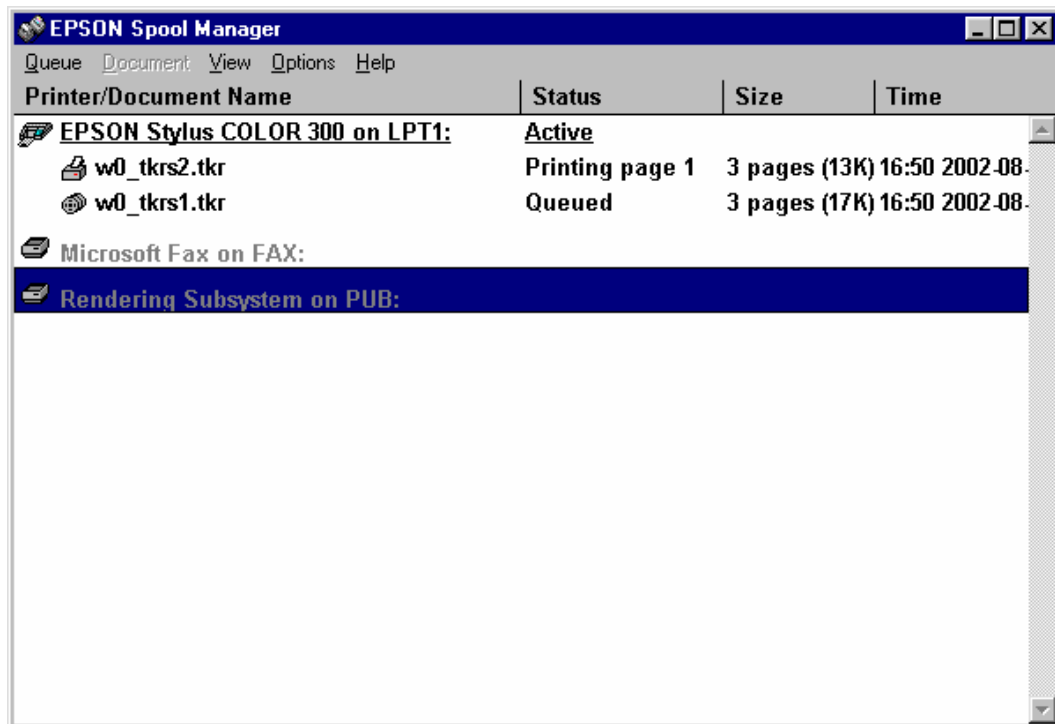 EPSON Spool Manager
Queue Document View Options Help
Printer/Document Name Status Size Time
EPSON Stylus COLOR 300 on LPT1: Active
w0_tkrs2.tkr Printing page 1 3 pages (13K) 16:50 2002-08-
w0_tkrs1.tkr Queued 3 pages (17K) 16:50 2002-08-
Microsoft Fax on FAX:
Rendering Subsystem on PUB: